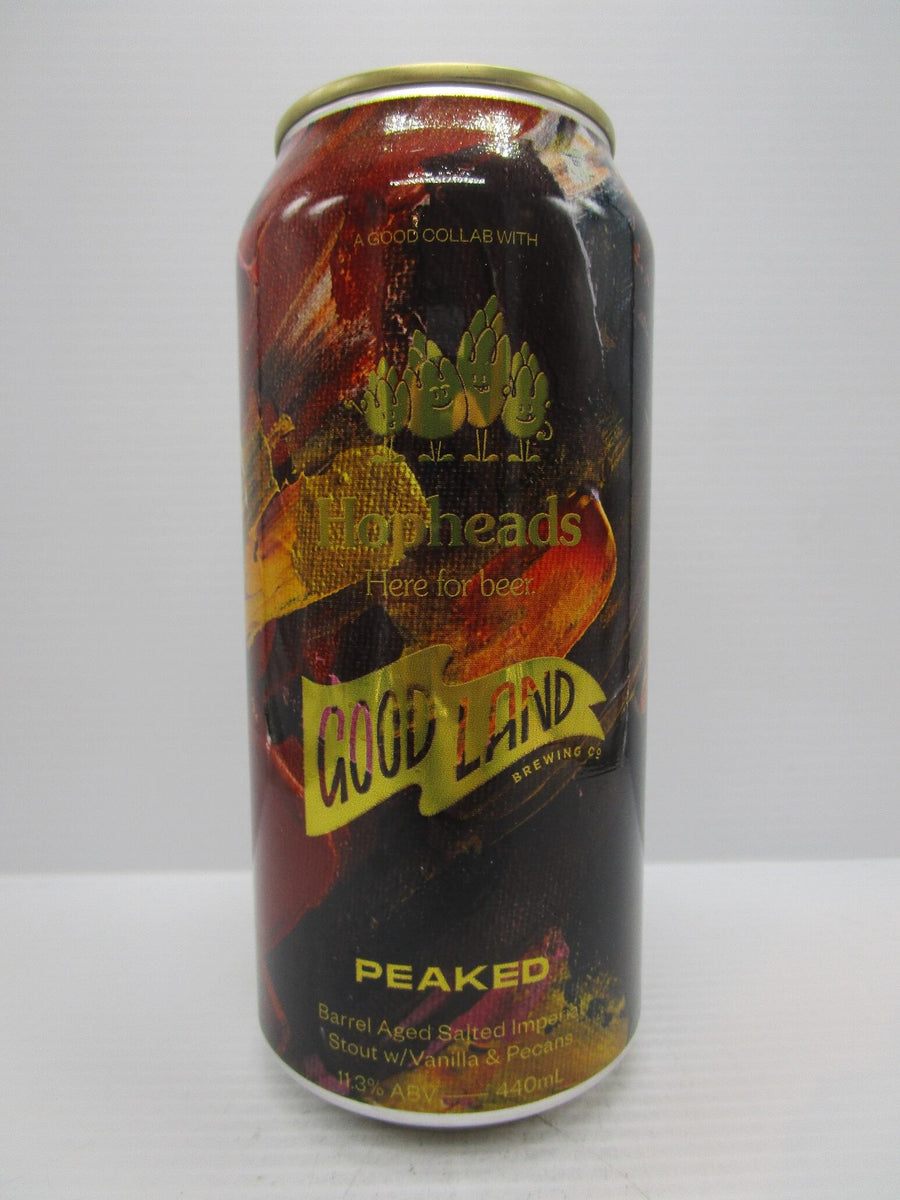 A GOOD COLLAB WITH
Hopheads
Here for beer.
GOOD LAND
BREWING CO
PEAKED
Barrel Aged Salted Imperial
Stout w/Vanilla & Pecans
11.3% ABV —— 440mL